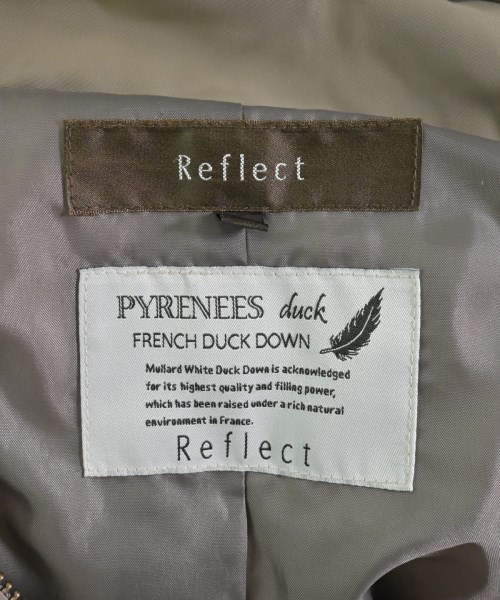 Reflect
PYRENEES duck
FRENCH DUCK DOWN
Mullard White Duck Down is acknowledged
for its highest quality and filling power,
which has been raised under a rich natural
environment in France.
Reflect